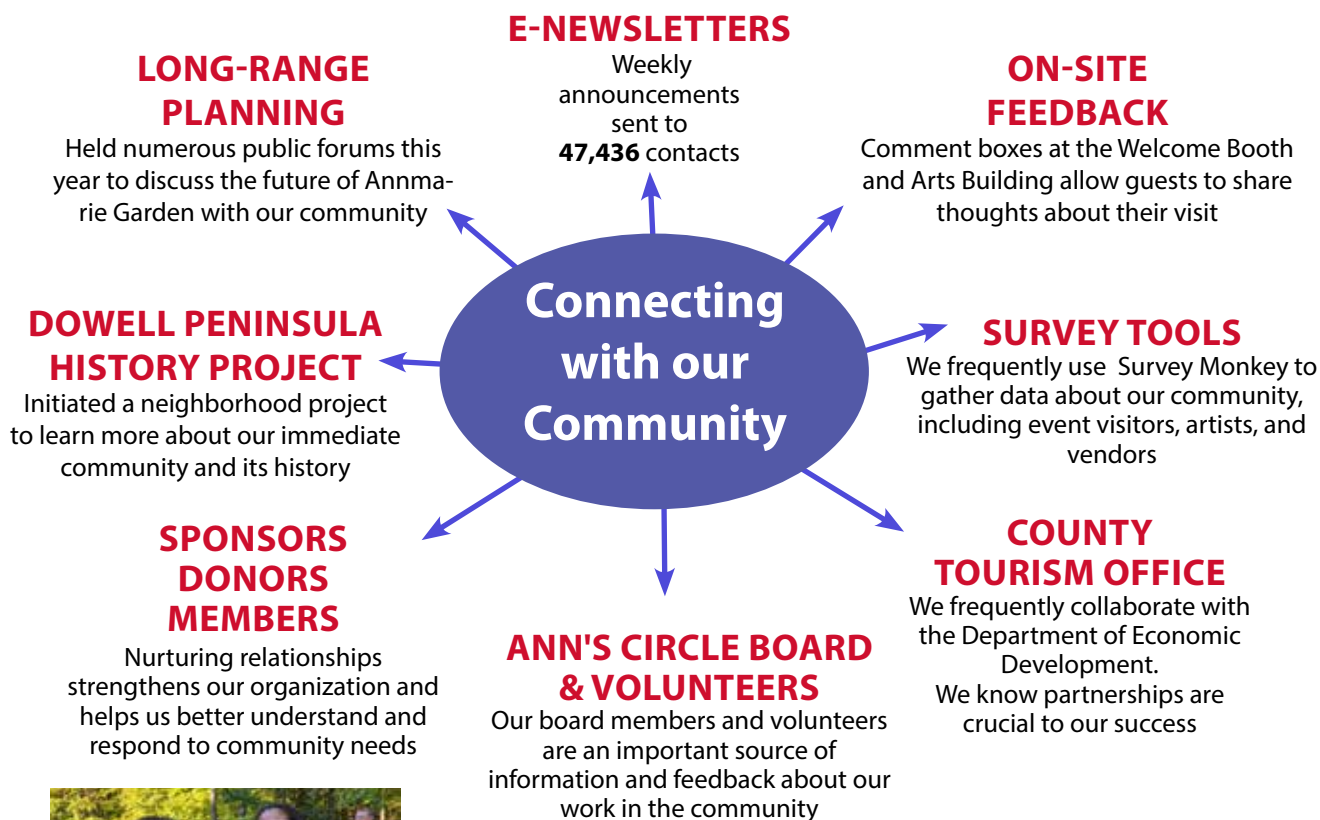 E-NEWSLETTERS
Weekly
announcements
sent to
47,436 contacts
LONG-RANGE
PLANNING
Held numerous public forums this
year to discuss the future of Annma-
rie Garden with our community
ON-SITE
FEEDBACK
Comment boxes at the Welcome Booth
and Arts Building allow guests to share
thoughts about their visit
Connecting
with our
Community
DOWELL PENINSULA
HISTORY PROJECT
Initiated a neighborhood project
to learn more about our immediate
community and its history
SURVEY TOOLS
We frequently use Survey Monkey to
gather data about our community,
including event visitors, artists, and
vendors
SPONSORS
DONORS
MEMBERS
Nurturing relationships
strengthens our organization and
helps us better understand and
respond to community needs
ANN'S CIRCLE BOARD
& VOLUNTEERS
Our board members and volunteers
are an important source of
information and feedback about our
work in the community
COUNTY
TOURISM OFFICE
We frequently collaborate with
the Department of Economic
Development.
We know partnerships are
crucial to our success